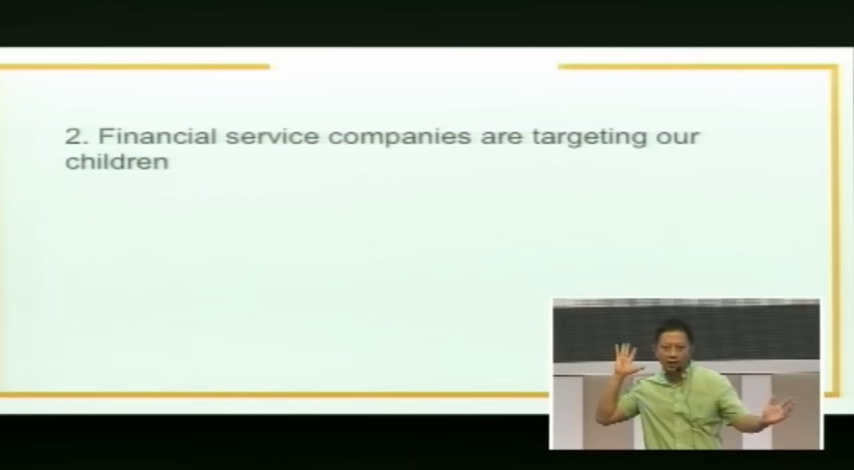 2. Financial service companies are targeting our
children